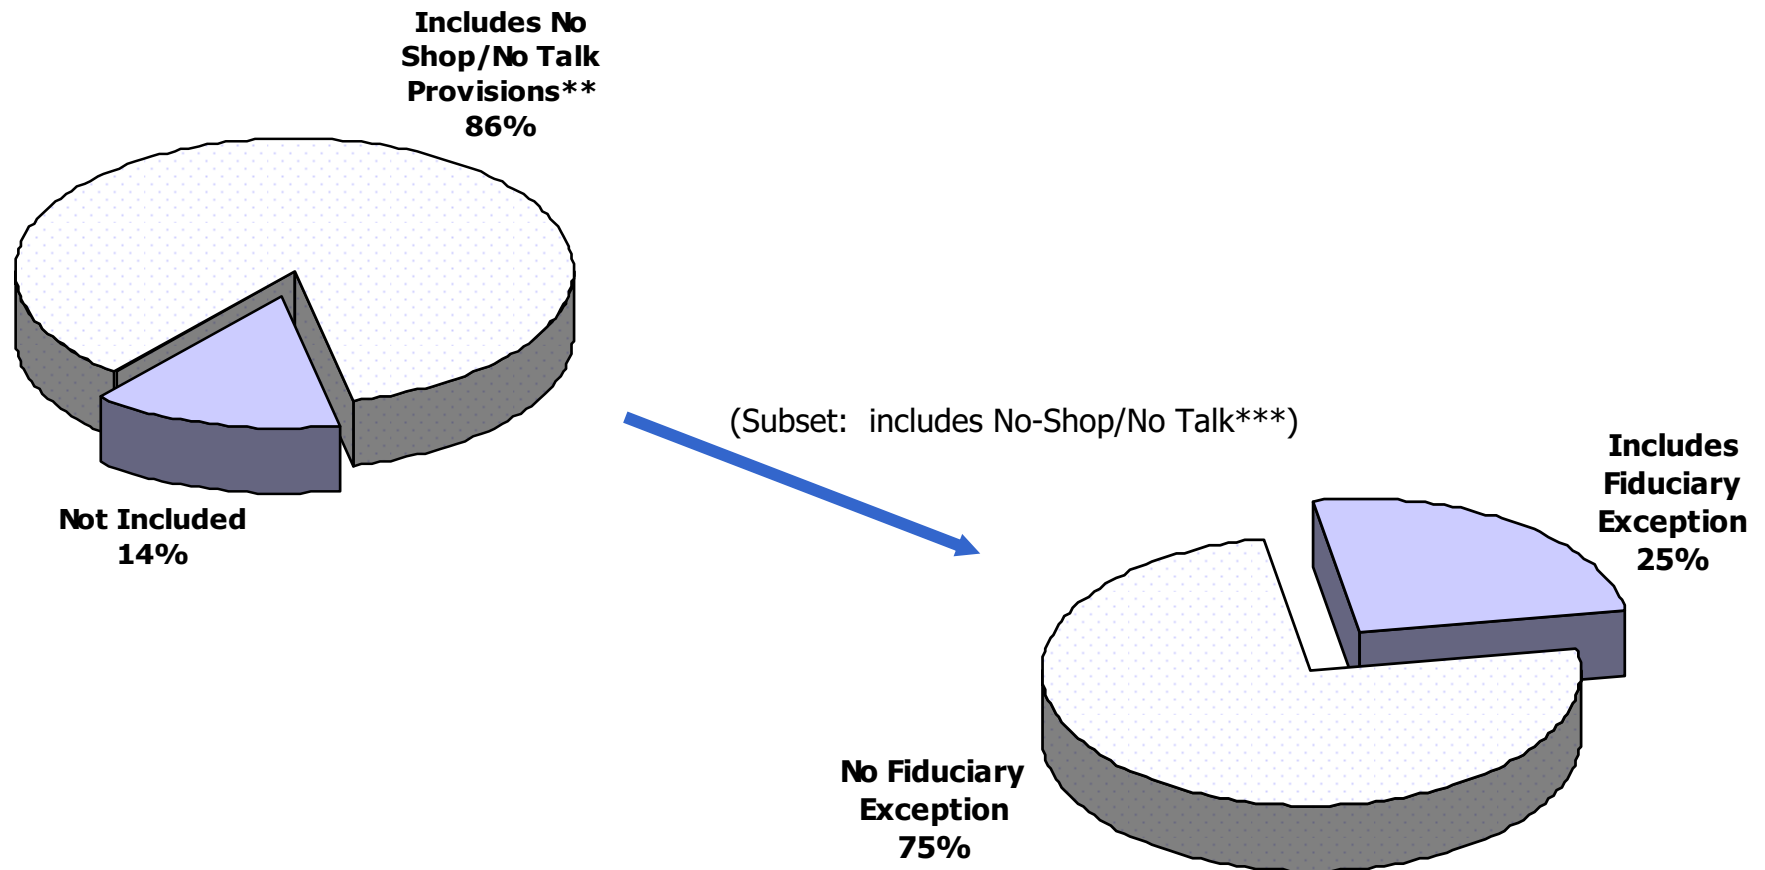 Includes No
Shop/No Talk
Provisions**
86%
Not Included
14%
(Subset: includes No-Shop/No Talk***)
Includes
Fiduciary
Exception
25%
No Fiduciary
Exception
75%